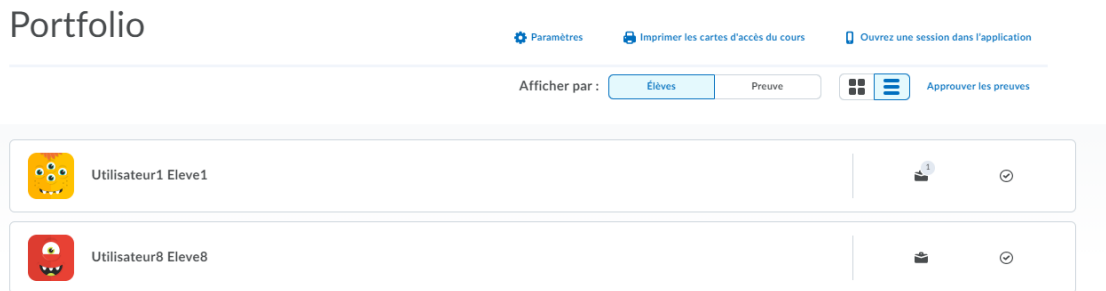 Portfolio
Paramètres
Imprimer les cartes d'accès du cours
Ouvrez une session dans l'application
Afficher par :
Élèves
Preuve
Approuver les preuves
Utilisateur1 Eleve1
1
Utilisateur8 Eleve8